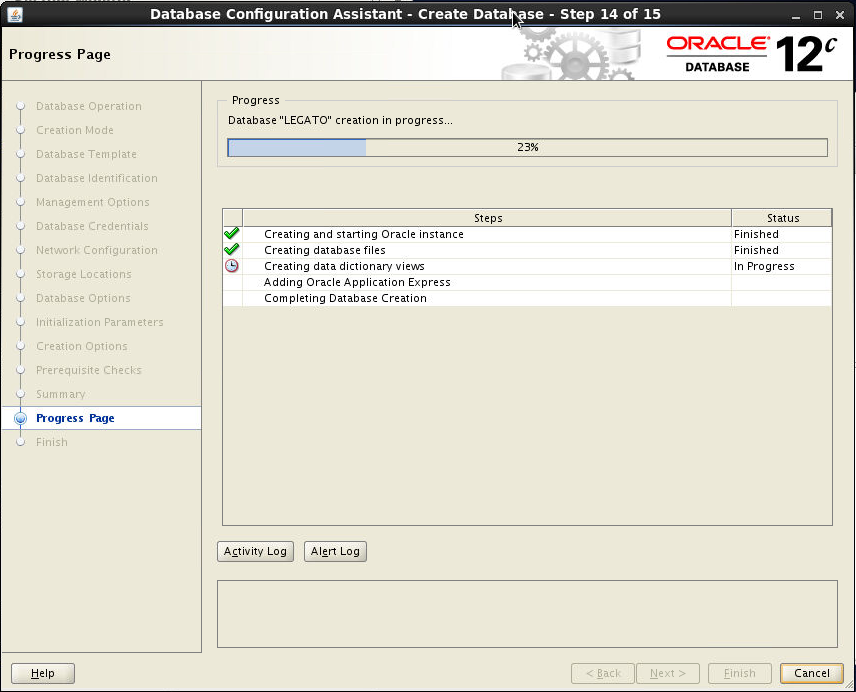 Database Configuration Assistant - Create Database - Step 14 of 15
Progress Page
ORACLE
DATABASE
12c
Database Operation
Creation Mode
Database Template
Database Identification
Management Options
Database Credentials
Network Configuration
Storage Locations
Database Options
Initialization Parameters
Creation Options
Prerequisite Checks
Summary
Progress Page
Finish
Progress
Database "LEGATO" creation in progress...
23%
Steps Status
Creating and starting Oracle instance Finished
Creating database files Finished
Creating data dictionary views In Progress
Adding Oracle Application Express
Completing Database Creation
Activity Log Alert Log
Help < Back Next > Finish Cancel